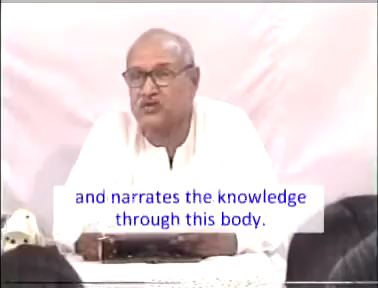 and narrates the knowledge
through this body.